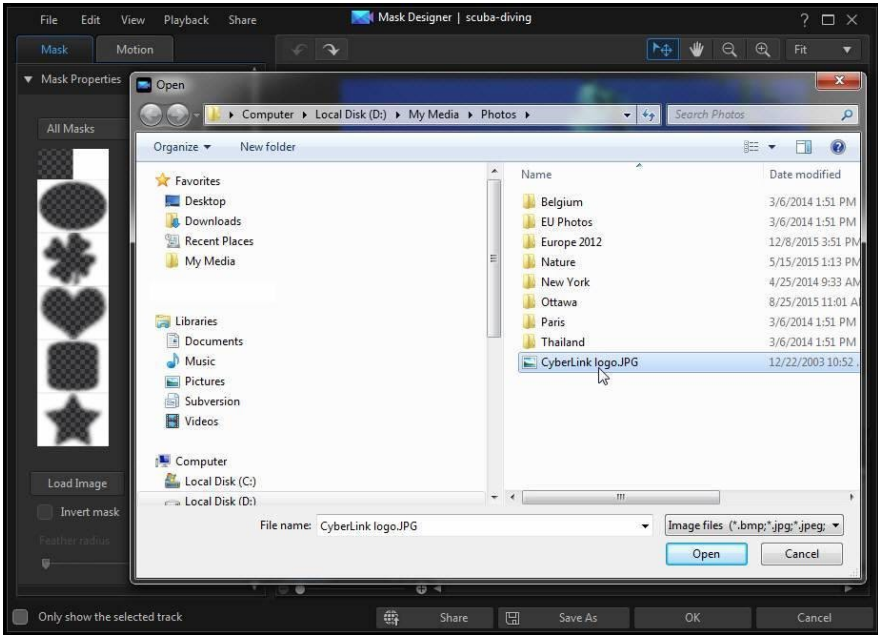 File Edit View Playback Share Mask Designer | scuba-diving ?
Mask Motion Fit
Mask Properties
Open
Computer Local Disk (D:) My Media Photos Search Photos
All Masks
Organize New folder
Name Date modified
Favorites
Desktop
Downloads
Recent Places
My Media
Libraries
Documents
Music
Pictures
Subversion
Videos
Computer
Local Disk (C:)
Local Disk (D:)
Belgium 3/6/2014 1:51 PM
EU Photos 3/6/2014 1:51 PM
Europe 2012 12/8/2015 3:51 PM
Nature 5/15/2015 1:13 PM
New York 4/25/2014 9:33 AM
Ottawa 8/25/2015 11:01 A
Paris 3/6/2014 1:51 PM
Thailand 3/6/2014 1:51 PM
CyberLink logo.JPG 12/22/2003 10:52
Load Image
Invert mask
Feather radius
File name: CyberLink logo.JPG Image files (*.bmp;*.jpg;*.jpeg;
Open Cancel
Only show the selected track Share Save As OK Cancel